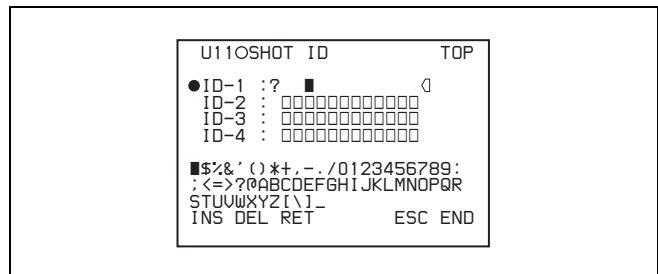 U11○SHOT ID TOP
●ID-1 :? ■
ID-2 : □□□□□□□□□□□□
ID-3 : □□□□□□□□□□□□
ID-4 : □□□□□□□□□□□□
■$%&'()*+,-./0123456789:
;<=>?@ABCDEFGHIJKLMNOPQR
STUVWXYZ[\]_
INS DEL RET ESC END